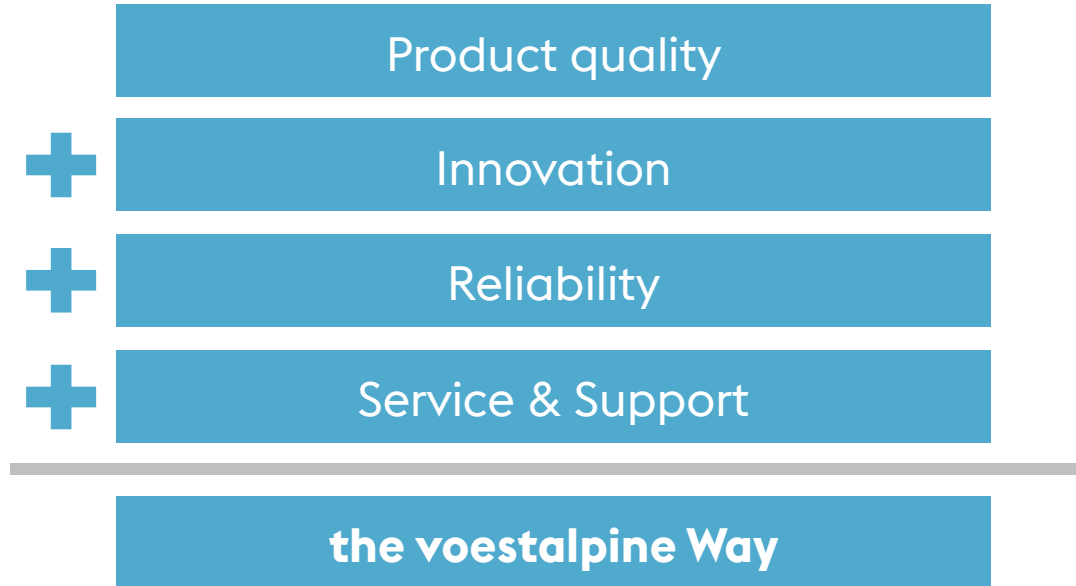 Product quality
Innovation
Reliability
Service & Support
the voestalpine Way